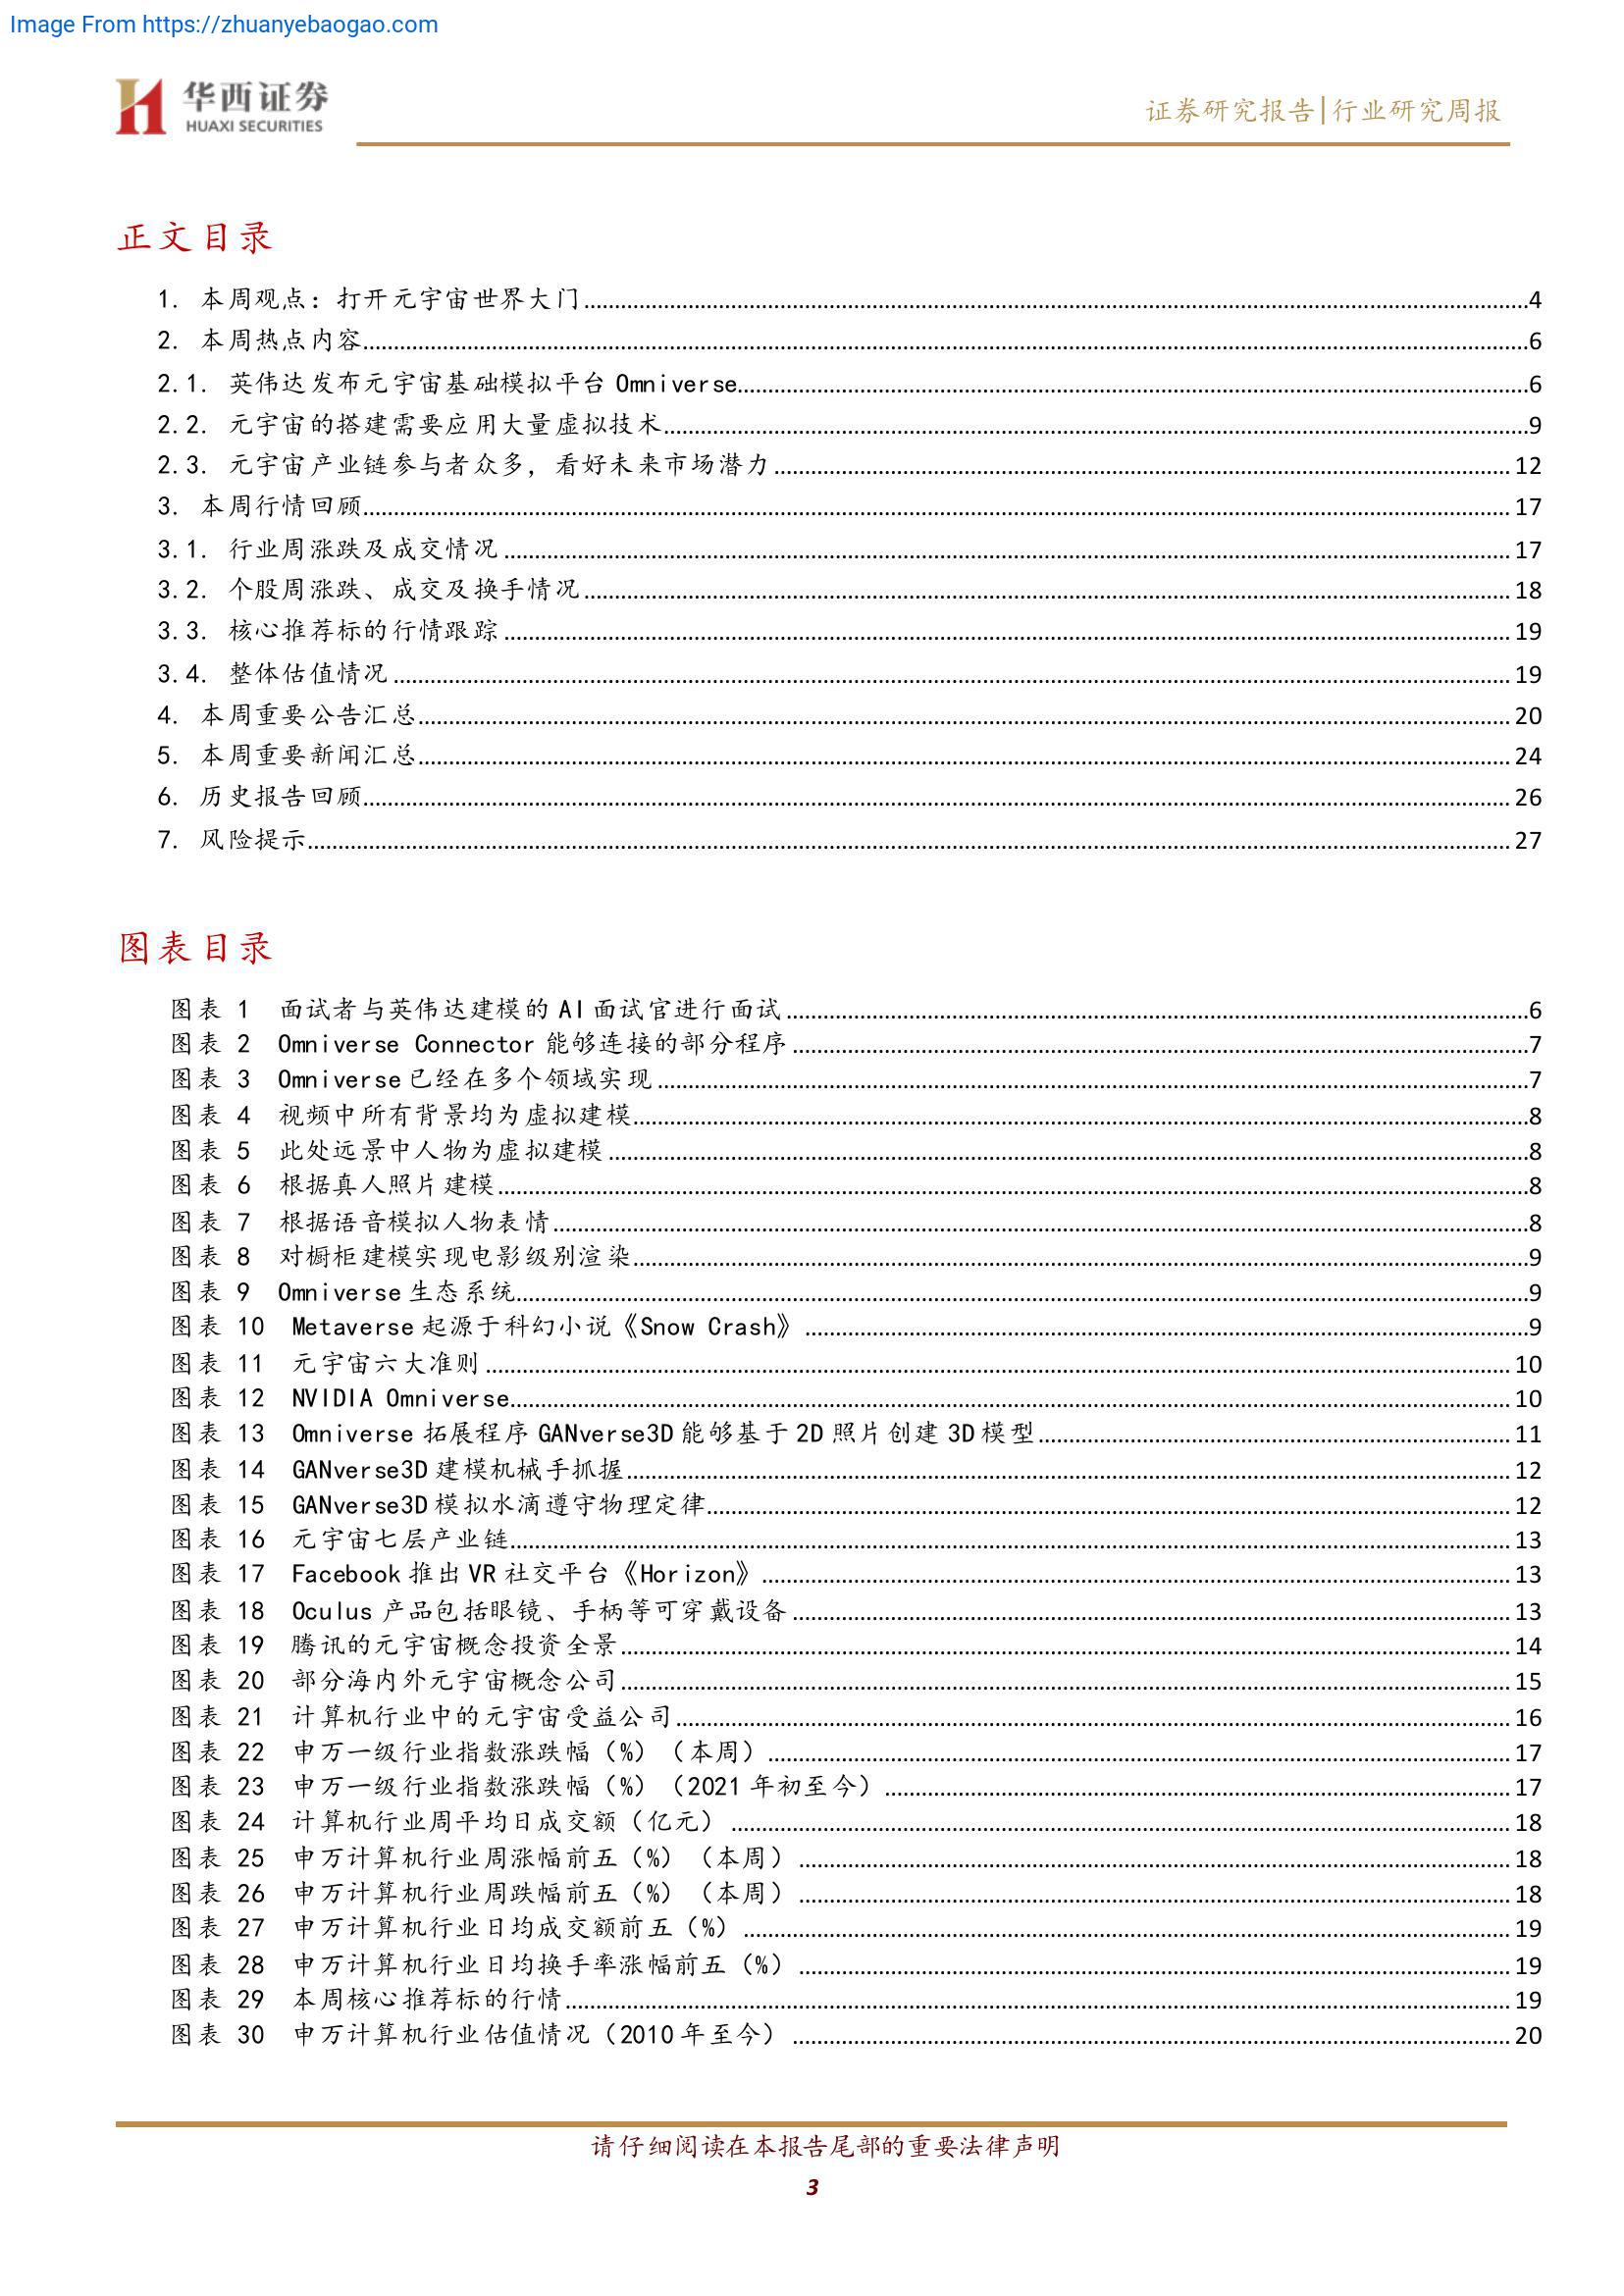 Image From https://zhuanyebaogao.com
华西证券
HUAXI SECURITIES
证券研究报告|行业研究周报
正文目录
1. 本周观点：打开元宇宙世界大门 4
2. 本周热点内容 6
2.1. 英伟达发布元宇宙基础模拟平台 Omniverse 6
2.2. 元宇宙的搭建需要应用大量虚拟技术 9
2.3. 元宇宙产业链参与者众多，看好未来市场潜力 12
3. 本周行情回顾 17
3.1. 行业周涨跌及成交情况 17
3.2. 个股周涨跌、成交及换手情况 18
3.3. 核心推荐标的行情跟踪 19
3.4. 整体估值情况 19
4. 本周重要公告汇总 20
5. 本周重要新闻汇总 24
6. 历史报告回顾 26
7. 风险提示 27
图表目录
图表 1 面试者与英伟达建模的 AI 面试官进行面试 6
图表 2 Omniverse Connector 能够连接的部分程序 7
图表 3 Omniverse 已经在多个领域实现 7
图表 4 视频中所有背景均为虚拟建模 8
图表 5 此处远景中人物为虚拟建模 8
图表 6 根据真人照片建模 8
图表 7 根据语音模拟人物表情 8
图表 8 对橱柜建模实现电影级别渲染 9
图表 9 Omniverse 生态系统 9
图表 10 Metaverse 起源于科幻小说《Snow Crash》 9
图表 11 元宇宙六大准则 10
图表 12 NVIDIA Omniverse 10
图表 13 Omniverse 拓展程序 GANverse3D 能够基于 2D 照片创建 3D 模型 11
图表 14 GANverse3D 建模机械手抓握 12
图表 15 GANverse3D 模拟水滴遵守物理定律 12
图表 16 元宇宙七层产业链 13
图表 17 Facebook 推出 VR 社交平台《Horizon》 13
图表 18 Oculus 产品包括眼镜、手柄等可穿戴设备 13
图表 19 腾讯的元宇宙概念投资全景 14
图表 20 部分海内外元宇宙概念公司 15
图表 21 计算机行业中的元宇宙受益公司 16
图表 22 申万一级行业指数涨跌幅（%）（本周） 17
图表 23 申万一级行业指数涨跌幅（%）（2021 年初至今） 17
图表 24 计算机行业周平均日成交额（亿元） 18
图表 25 申万计算机行业周涨幅前五（%）（本周） 18
图表 26 申万计算机行业周跌幅前五（%）（本周） 18
图表 27 申万计算机行业日均成交额前五（%） 19
图表 28 申万计算机行业日均换手率涨幅前五（%） 19
图表 29 本周核心推荐标的行情 19
图表 30 申万计算机行业估值情况（2010 年至今） 20
请仔细阅读在本报告尾部的重要法律声明
3